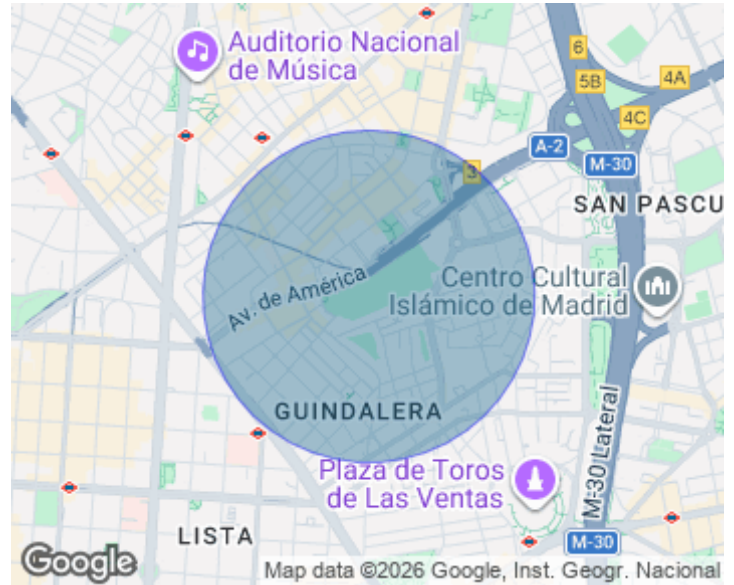 Auditorio Nacional
de Música
6
5B
4A
4C
A-2
M-30
3
SAN PASCU
Centro Cultural
Islámico de Madrid
Av. de América
GUINDALERA
Plaza de Toros
de Las Ventas
M-30 Lateral
LISTA
M-30
Google
Map data ©2026 Google, Inst. Geogr. Nacional